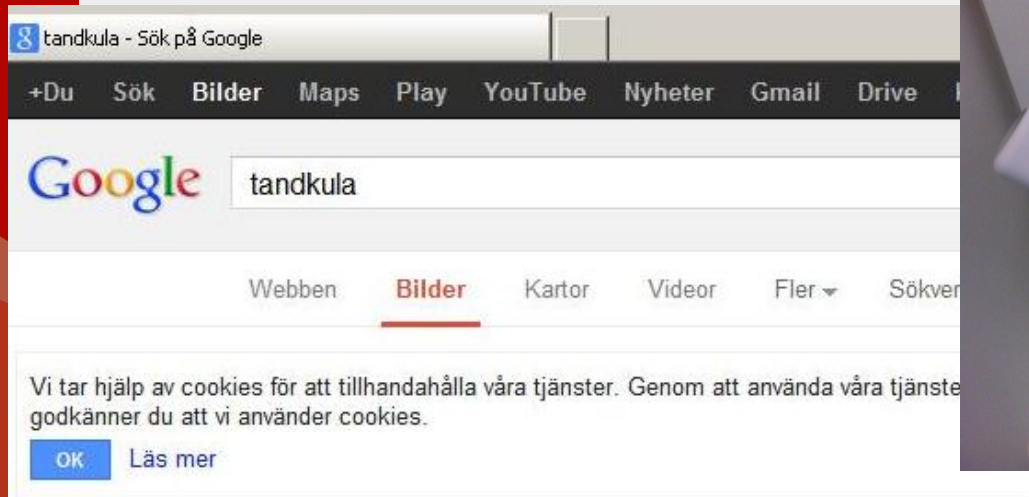 tandkula - Sök på Google
+Du Sök Bilder Maps Play YouTube Nyheter Gmail Drive
Google tandkula
Webben Bilder Kartor Videor Fler Sökver
Vi tar hjälp av cookies för att tillhandahålla våra tjänster. Genom att använda våra tjänste
godkänner du att vi använder cookies.
OK Läs mer